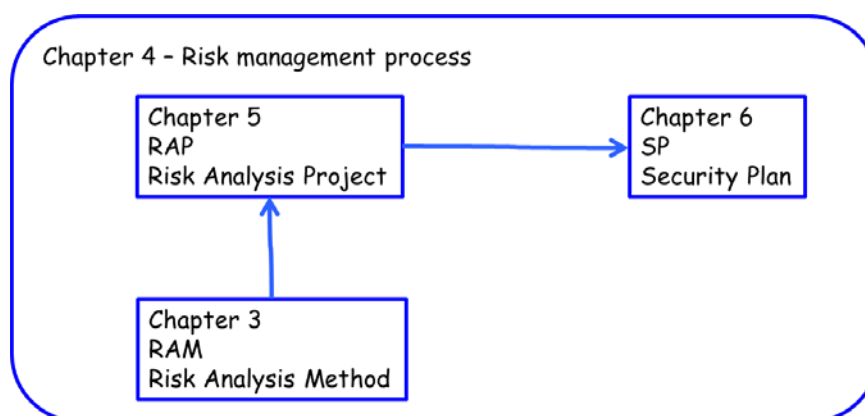 Chapter 4 – Risk management process
Chapter 5
RAP
Risk Analysis Project
Chapter 6
SP
Security Plan
Chapter 3
RAM
Risk Analysis Method